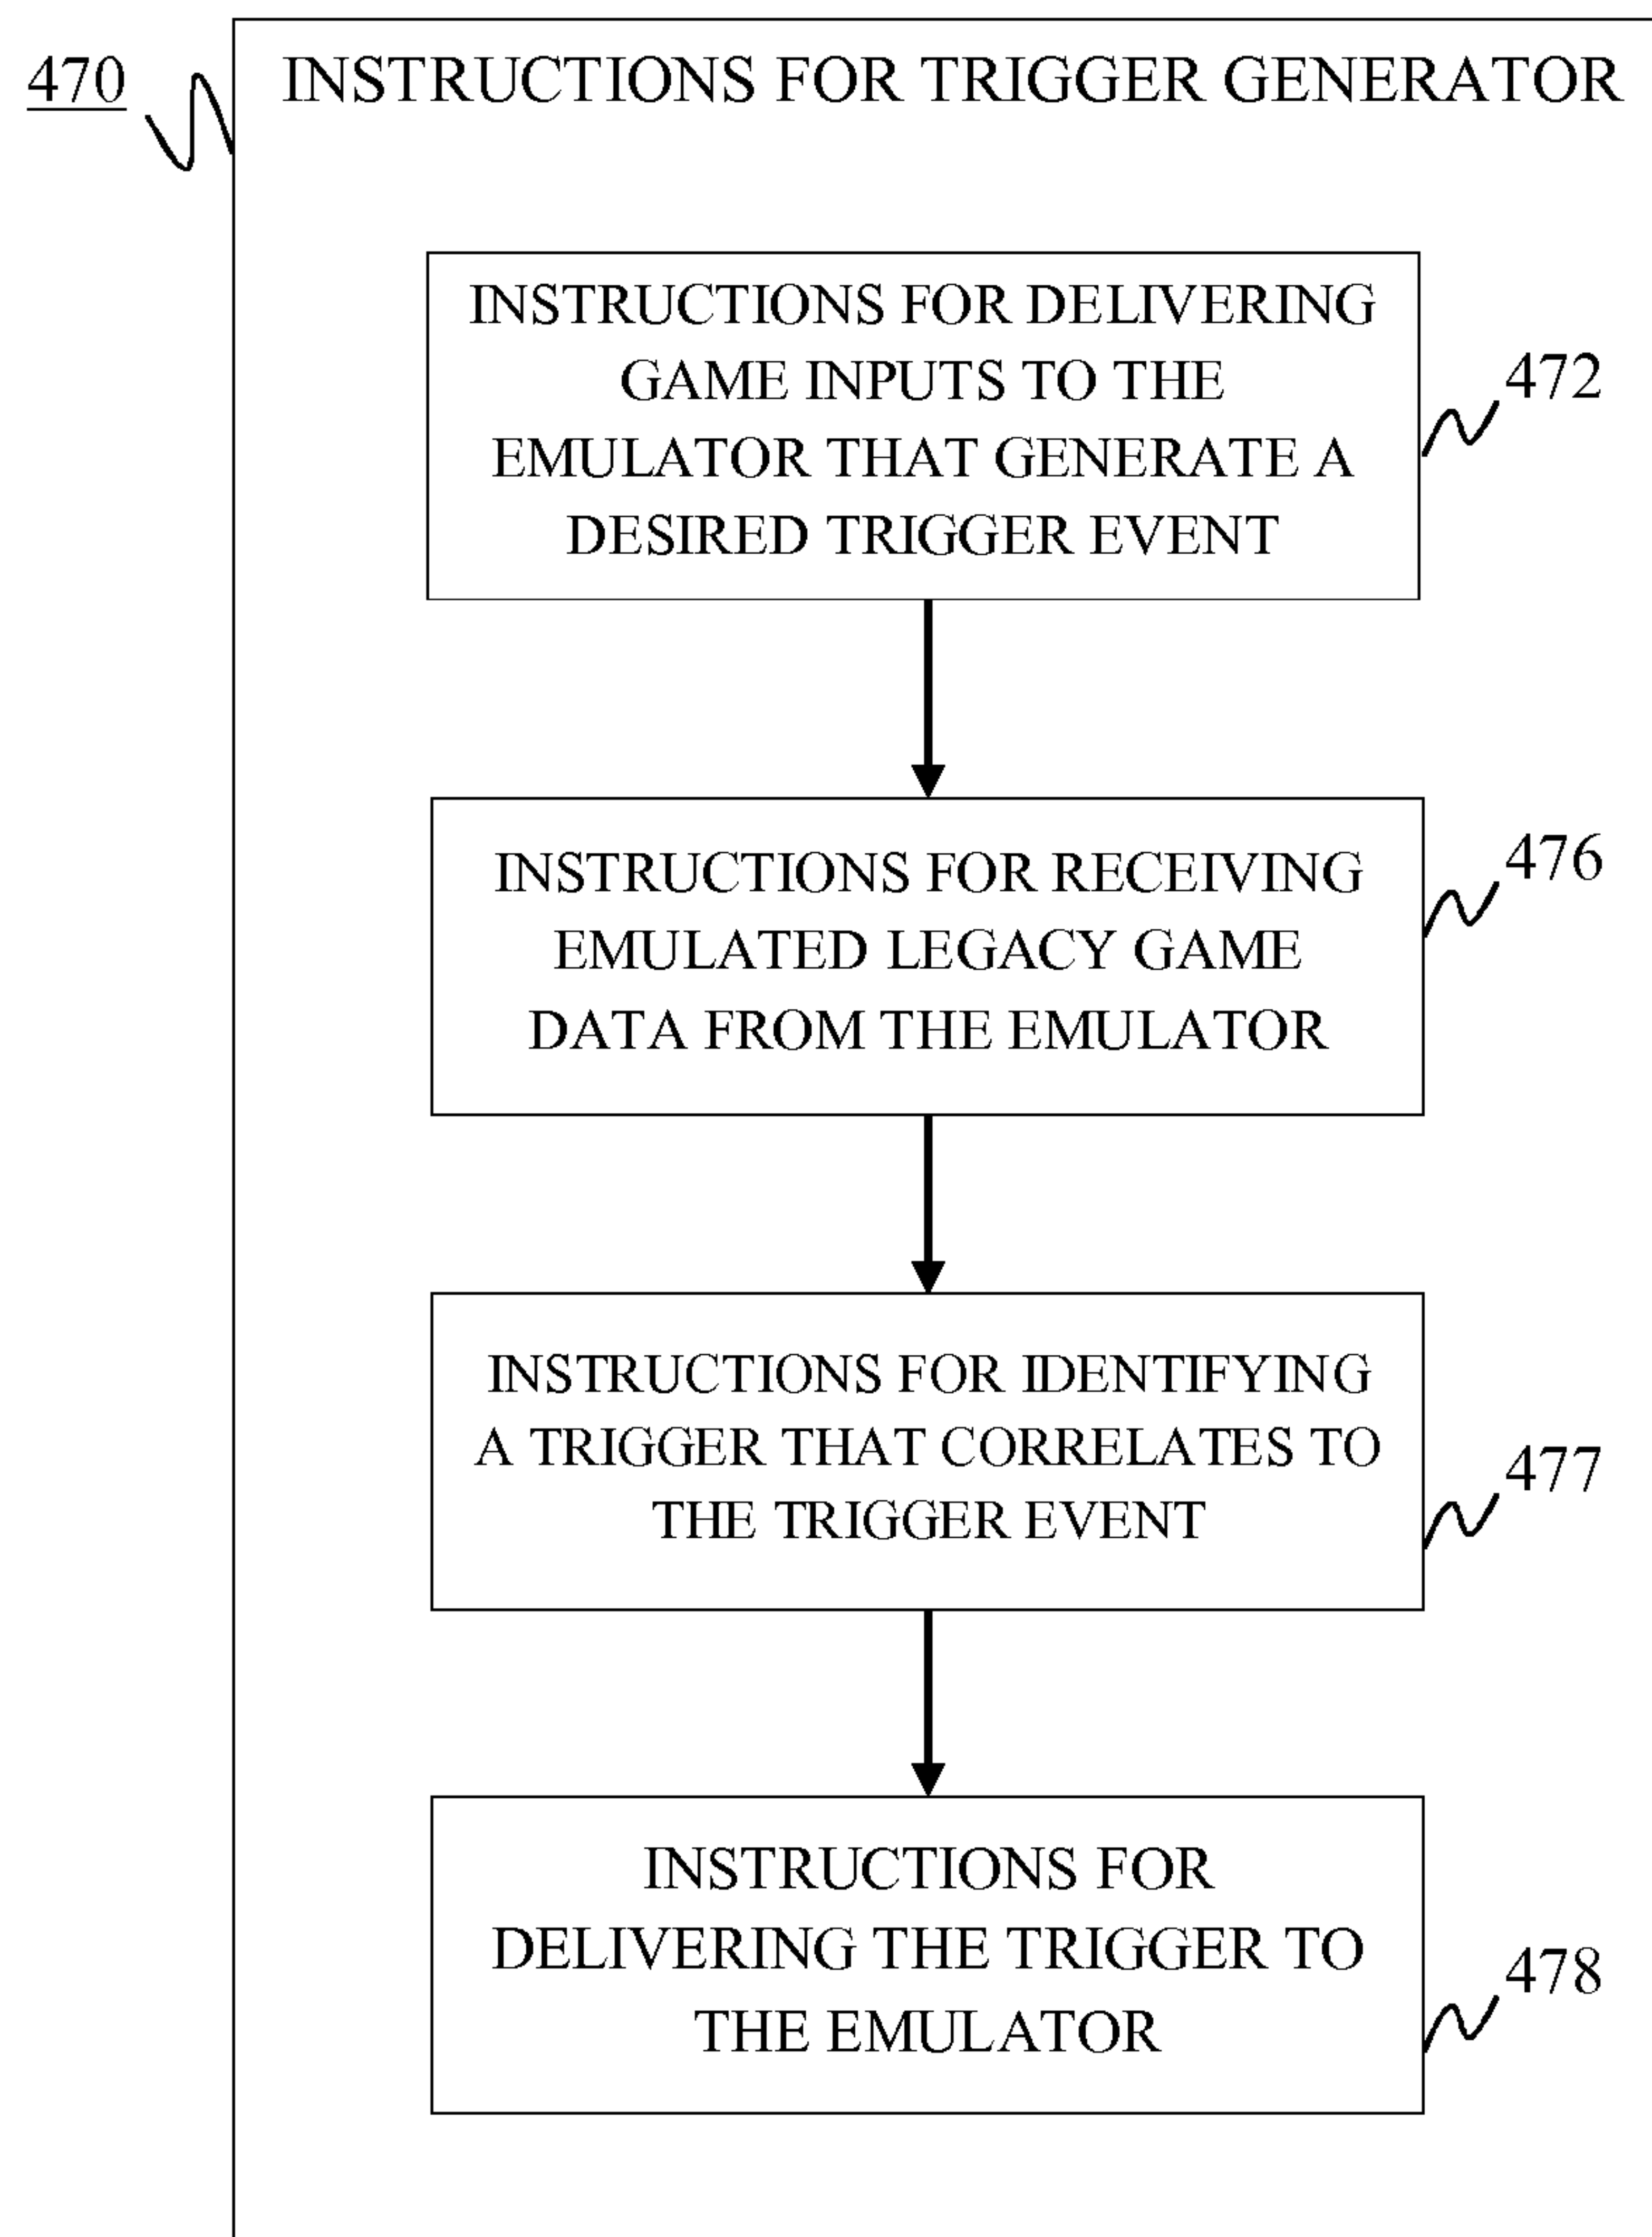 470
INSTRUCTIONS FOR TRIGGER GENERATOR
INSTRUCTIONS FOR DELIVERING
GAME INPUTS TO THE
EMULATOR THAT GENERATE A
DESIRED TRIGGER EVENT
472
INSTRUCTIONS FOR RECEIVING
EMULATED LEGACY GAME
DATA FROM THE EMULATOR
476
INSTRUCTIONS FOR IDENTIFYING
A TRIGGER THAT CORRELATES TO
THE TRIGGER EVENT
477
INSTRUCTIONS FOR
DELIVERING THE TRIGGER TO
THE EMULATOR
478